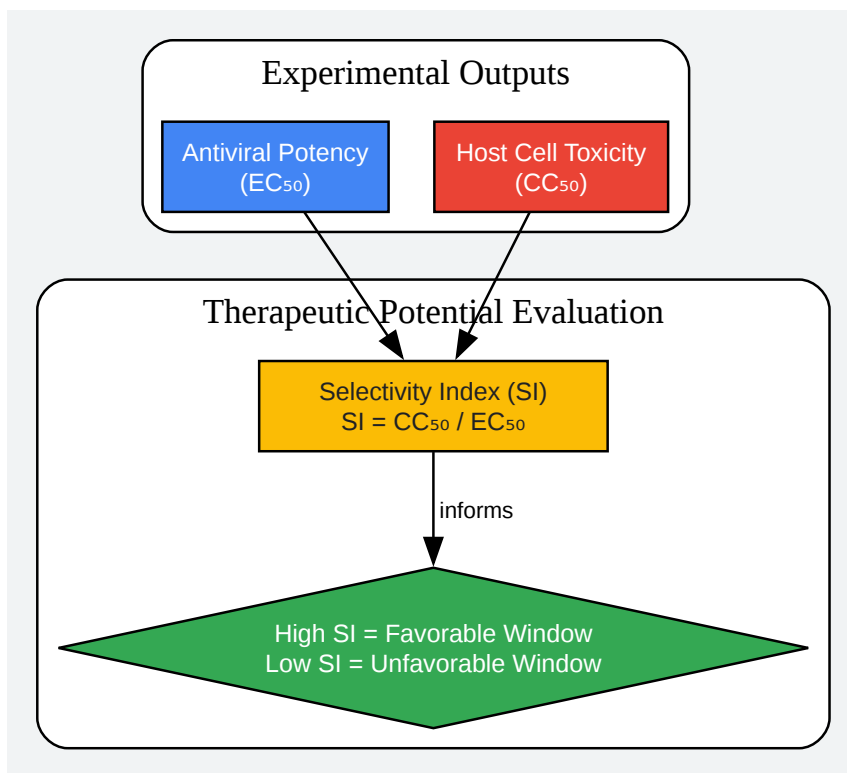 Experimental Outputs
Antiviral Potency
(EC₅₀)
Host Cell Toxicity
(CC₅₀)
Therapeutic Potential Evaluation
Selectivity Index (SI)
SI = CC₅₀ / EC₅₀
informs
High SI = Favorable Window
Low SI = Unfavorable Window